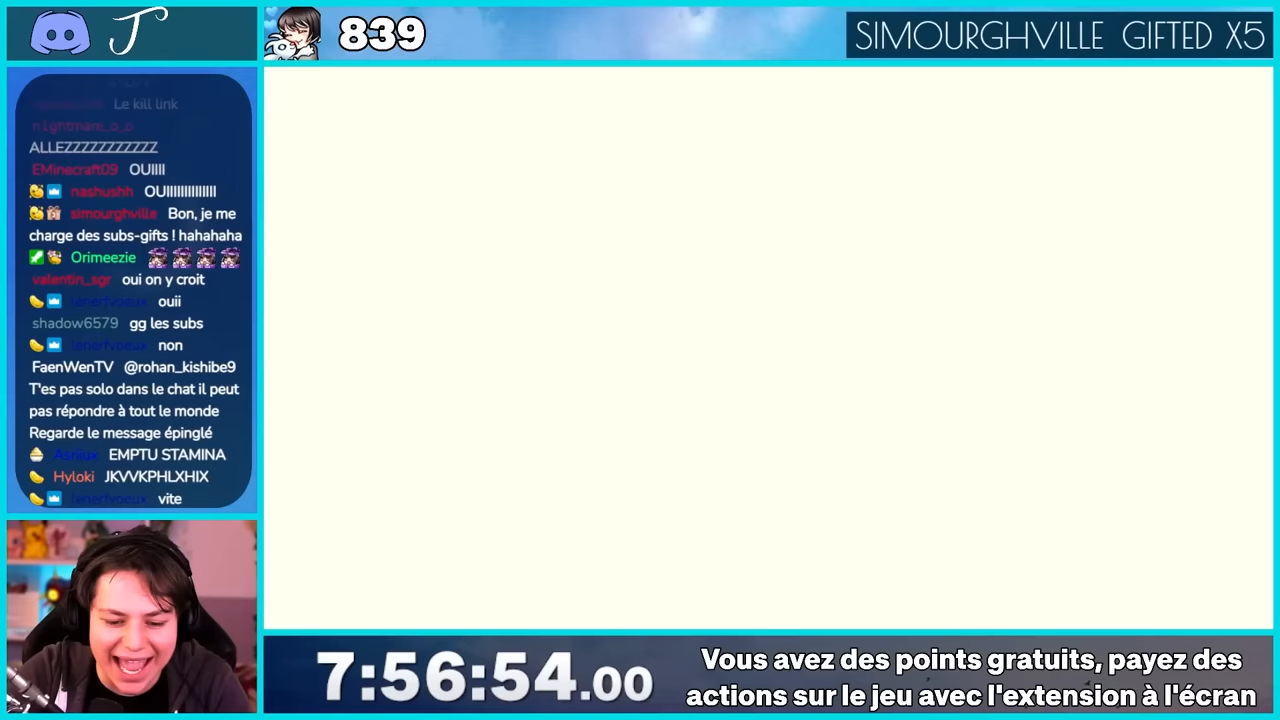 J
839
SIMOURGHVILLE GIFTED X5
Le kill link
ALLEZZZZZZZZZZZ
EMinecraft09 OUIIII
nashushh OUIIIIIIIIIIIIII
simourghville Bon, je me
charge des subs-gifts ! hahahaha
Orimeezie
valentin_sgr oui on y croit
ouii
shadow6579 gg les subs
non
FaenWenTV @rohan_kishibe9
T'es pas solo dans le chat il peut
pas répondre à tout le monde
Regarde le message épinglé
EMPTU STAMINA
Hyloki JKVVKPHLXHIX
vite
7:56:54.00
Vous avez des points gratuits, payez des
actions sur le jeu avec l'extension à l'écran